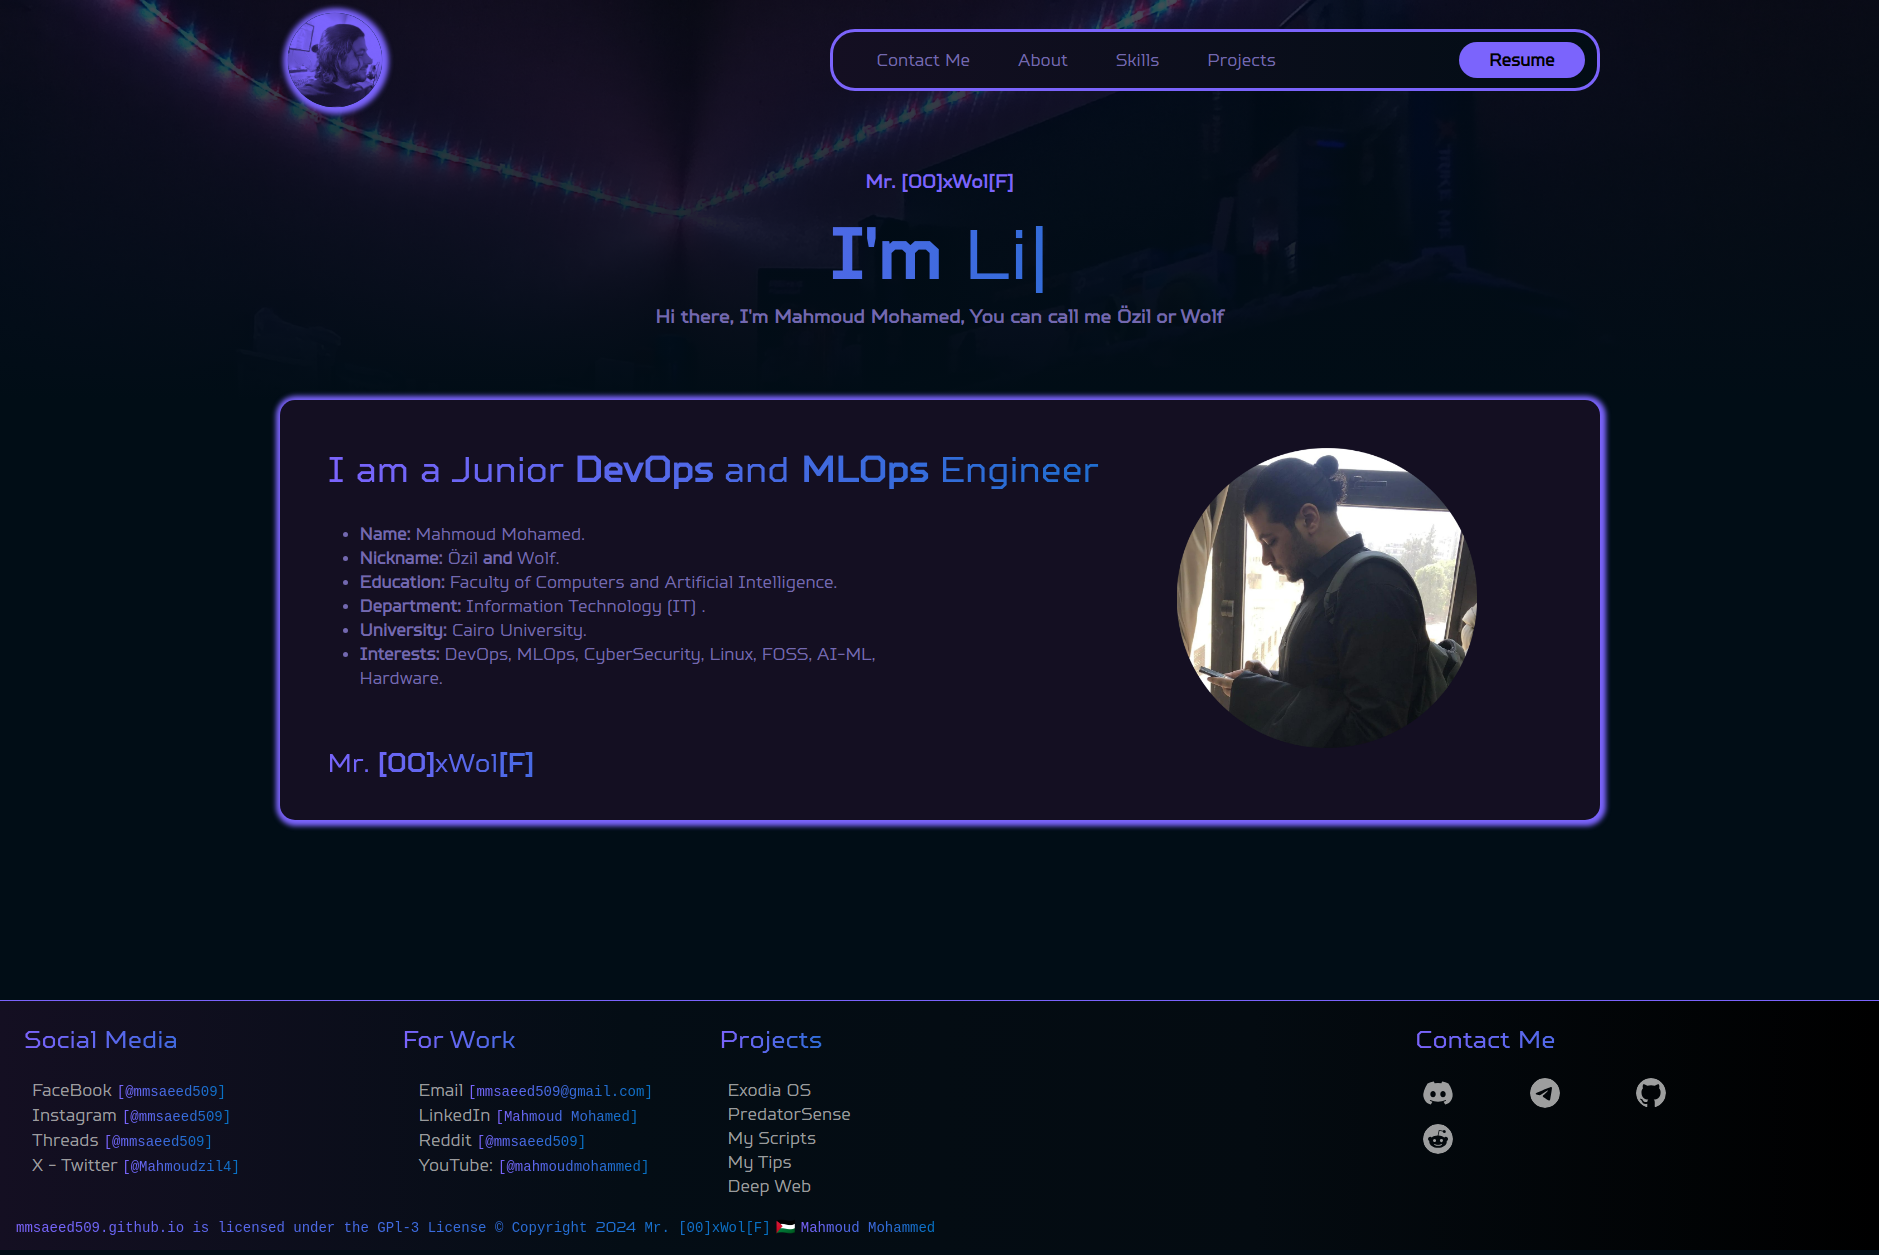 Contact Me About Skills Projects Resume
Mr. [00]xWol[F]
I'm Li|
Hi there, I'm Mahmoud Mohamed, You can call me Özil or Wolf
I am a Junior DevOps and MLOps Engineer
• Name: Mahmoud Mohamed.
• Nickname: Özil and Wolf.
• Education: Faculty of Computers and Artificial Intelligence.
• Department: Information Technology (IT) .
• University: Cairo University.
• Interests: DevOps, MLOps, CyberSecurity, Linux, FOSS, AI-ML,
Hardware.
Mr. [00]xWol[F]
Social Media
FaceBook [@mmsaeed509]
Instagram [@mmsaeed509]
Threads [@mmsaeed509]
X - Twitter [@Mahmoudzil4]
For Work
Email [mmsaeed509@gmail.com]
LinkedIn [Mahmoud Mohamed]
Reddit [@mmsaeed509]
YouTube: [@mahmoudmohammed]
Projects
Exodia OS
PredatorSense
My Scripts
My Tips
Deep Web
Contact Me
mmsaeed509.github.io is licensed under the GPl-3 License © Copyright 2024 Mr. [00]xWol[F] 🇵🇸 Mahmoud Mohammed